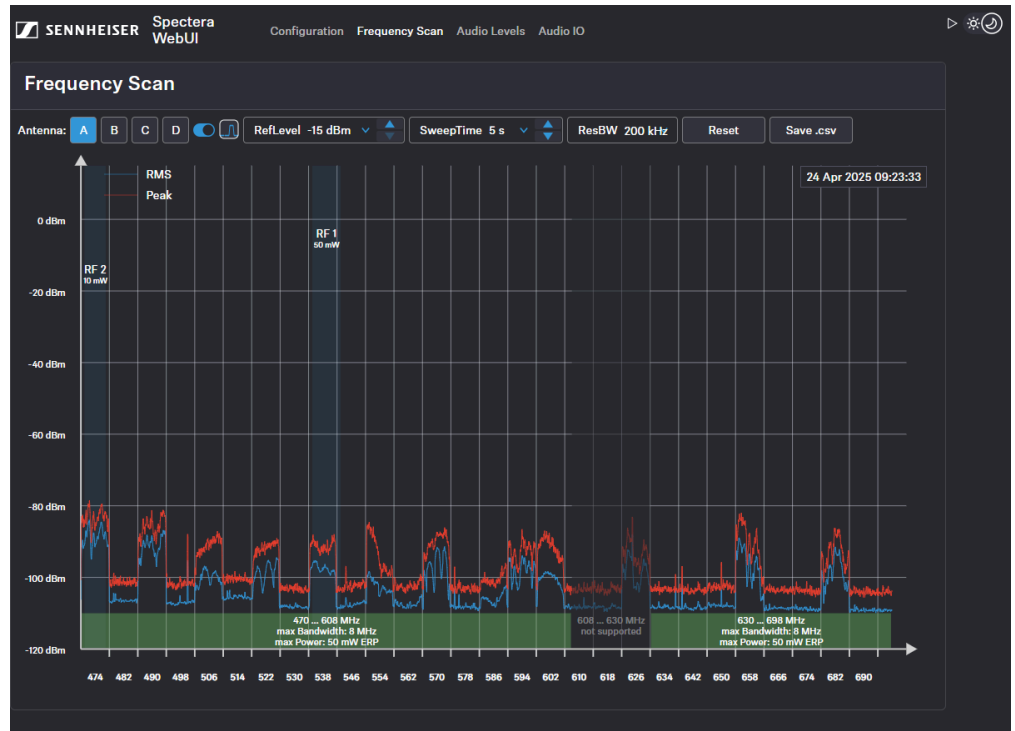 SENNHEISER
Spectera
WebUI
Configuration Frequency Scan Audio Levels Audio IO
Frequency Scan
Antenna: A B C D RefLevel -15 dBm SweepTime 5 s ResBW 200 kHz Reset Save .csv
RMS
Peak
24 Apr 2025 09:23:33
0 dBm
RF 1
50 mW
RF 2
10 mW
-20 dBm
-40 dBm
-60 dBm
-80 dBm
-100 dBm
470 ... 608 MHz
max Bandwidth: 8 MHz
max Power: 50 mW ERP
608 ... 630 MHz
not supported
630 ... 698 MHz
max Bandwidth: 8 MHz
max Power: 50 mW ERP
-120 dBm
474 482 490 498 506 514 522 530 538 546 554 562 570 578 586 594 602 610 618 626 634 642 650 658 666 674 682 690